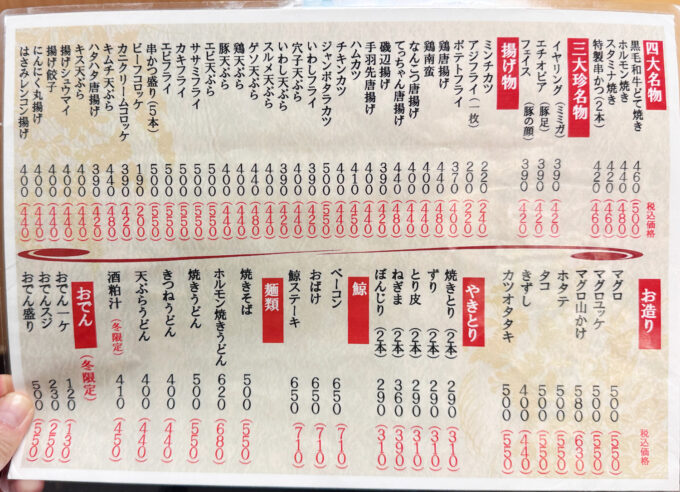 四大名物
黒毛和牛どて焼き 460 (500)
ホルモン焼き 440 (480)
スタミナ焼き 420 (460)
特製串かつ(2本) 420 (460)
税込価格
三大珍名物
イヤリング(ミミガ) 390 (420)
エチオピア(豚足) 390 (420)
フェイス(豚の顔) 390 (420)
揚げ物
ミンチカツ 220 (240)
アジフライ(一枚) 200 (220)
ポテトフライ 370 (400)
鶏唐揚げ 440 (480)
鶏南蛮 400 (440)
なんこつ唐揚げ 400 (440)
てっちゃん唐揚げ 440 (480)
磯辺揚げ 390 (420)
手羽先唐揚げ 400 (440)
ハムカツ 410 (450)
チキンカツ 400 (440)
ジャンボタラカツ 500 (550)
いわしフライ 390 (420)
穴子天ぷら 400 (440)
いわし天ぷら 390 (420)
スルメ天ぷら 400 (440)
ゲソ天ぷら 400 (440)
鶏天ぷら 400 (440)
豚天ぷら 400 (440)
エビ天ぷら 500 (550)
ササミフライ 500 (550)
カキフライ 500 (550)
エビフライ 500 (550)
串かつ盛り(5本) 500 (550)
ビーフコロッケ 190 (200)
カニクリームコロッケ 390 (420)
キムチ天ぷら 440 (480)
ハタハタ唐揚げ 390 (420)
キス天ぷら 400 (440)
揚げシュウマイ 400 (440)
揚げ餃子 400 (440)
にんにく丸揚げ 400 (440)
はさみレンコン揚げ 400 (440)
お造り
税込価格
マグロ 500 (550)
マグロユッケ 500 (550)
マグロ山かけ 580 (630)
ホタテ 500 (550)
タコ 500 (550)
きずし 400 (440)
カツオタタキ 500 (550)
やきとり
焼きとり(2本) 290 (310)
ずり(2本) 290 (310)
とり皮(2本) 290 (310)
ねぎま(2本) 360 (390)
ぼんじり(2本) 290 (310)
鯨
ベーコン 650 (710)
おばけ 650 (710)
鯨ステーキ 650 (710)
麺類
焼きそば 500 (550)
ホルモン焼きうどん 620 (680)
焼きうどん 500 (550)
きつねうどん 400 (440)
天ぷらうどん 400 (440)
酒粕汁(冬限定) 410 (450)
おでん(冬限定)
おでん一ヶ 120 (130)
おでんスジ 230 (250)
おでん盛り 500 (550)